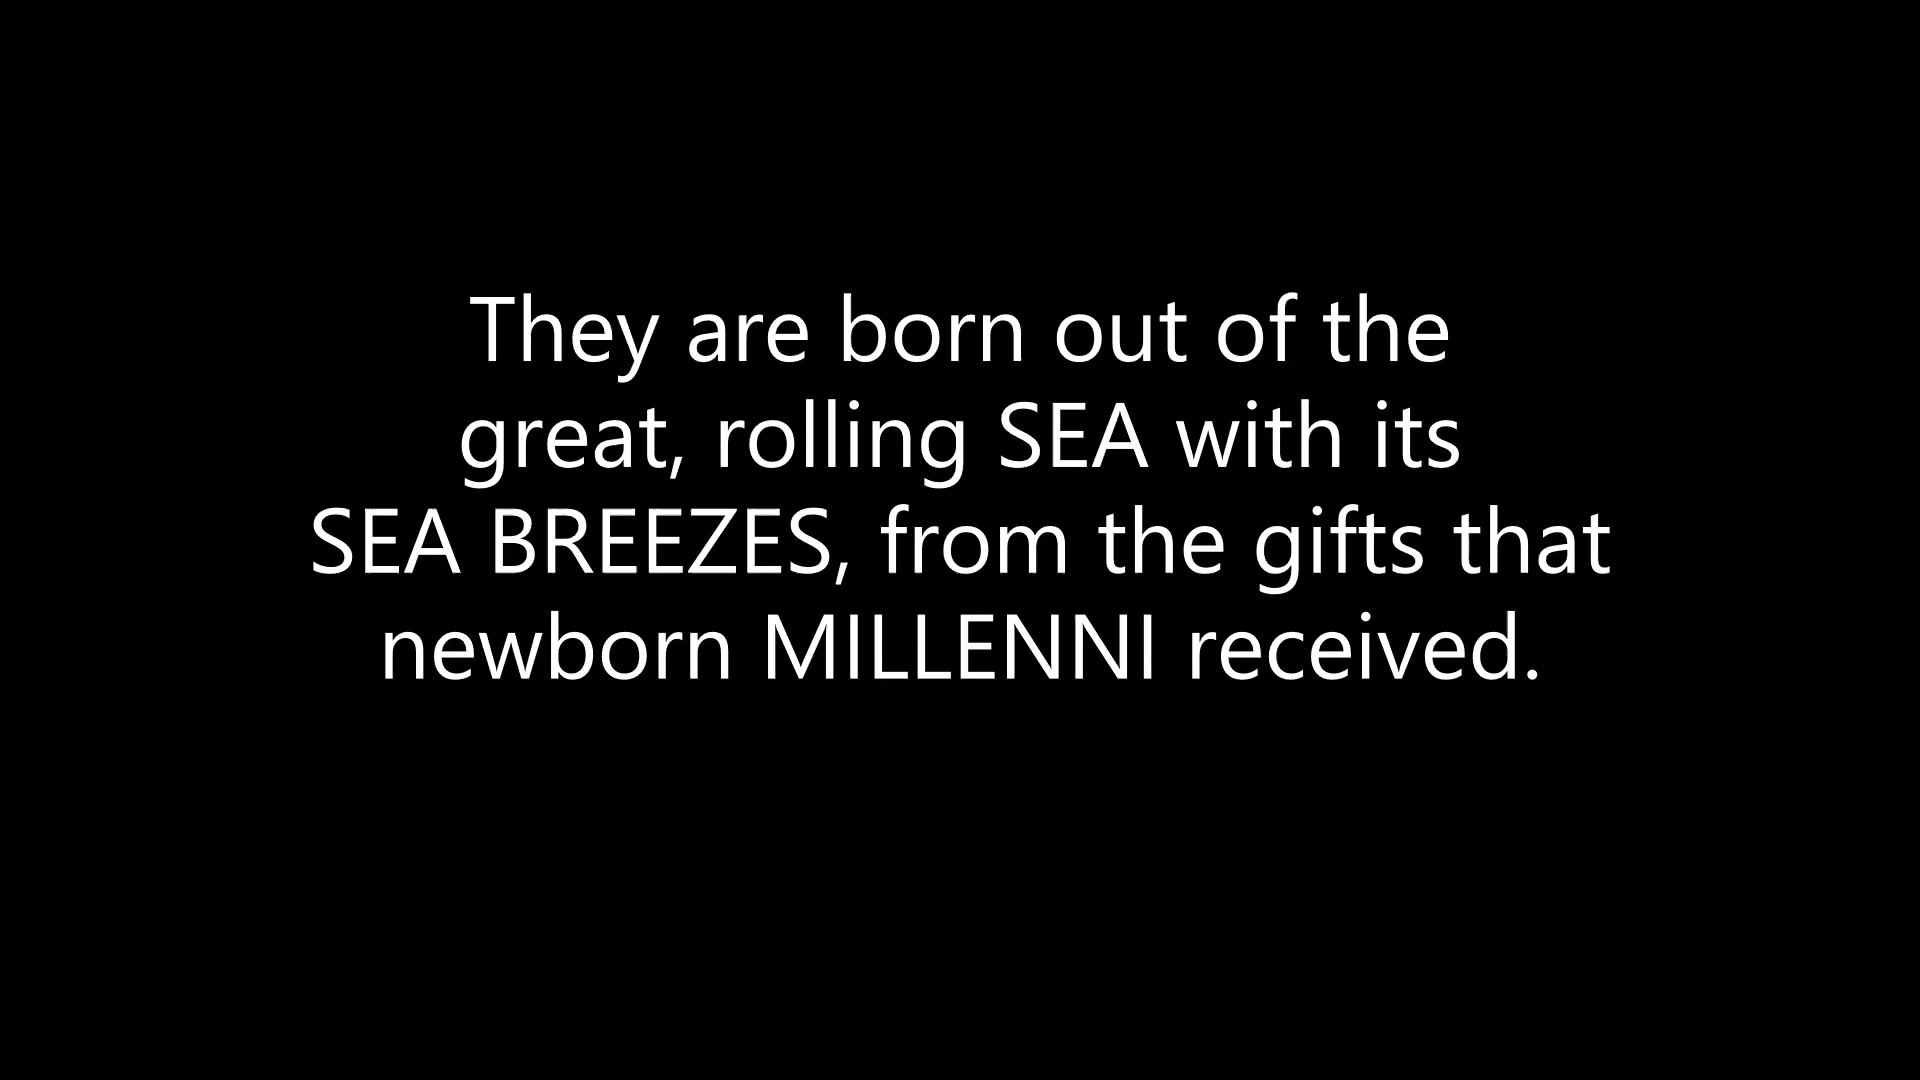 They are born out of the
great, rolling SEA with its
SEA BREEZES, from the gifts that
newborn MILLENNI received.